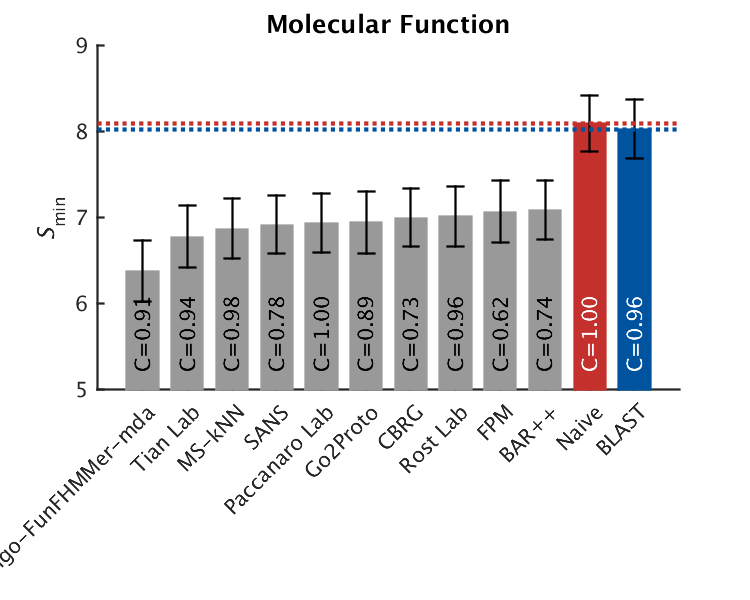 Molecular Function
9
8
7
6
5
Smin
C=0.91
C=0.94
C=0.98
C=0.78
C=1.00
C=0.89
C=0.73
C=0.96
C=0.62
C=0.74
C=1.00
C=0.96
go-FunFHMMer-mda
Tian Lab
MS-kNN
SANS
Paccanaro Lab
Go2Proto
CBRG
Rost Lab
FPM
BAR++
Naive
BLAST